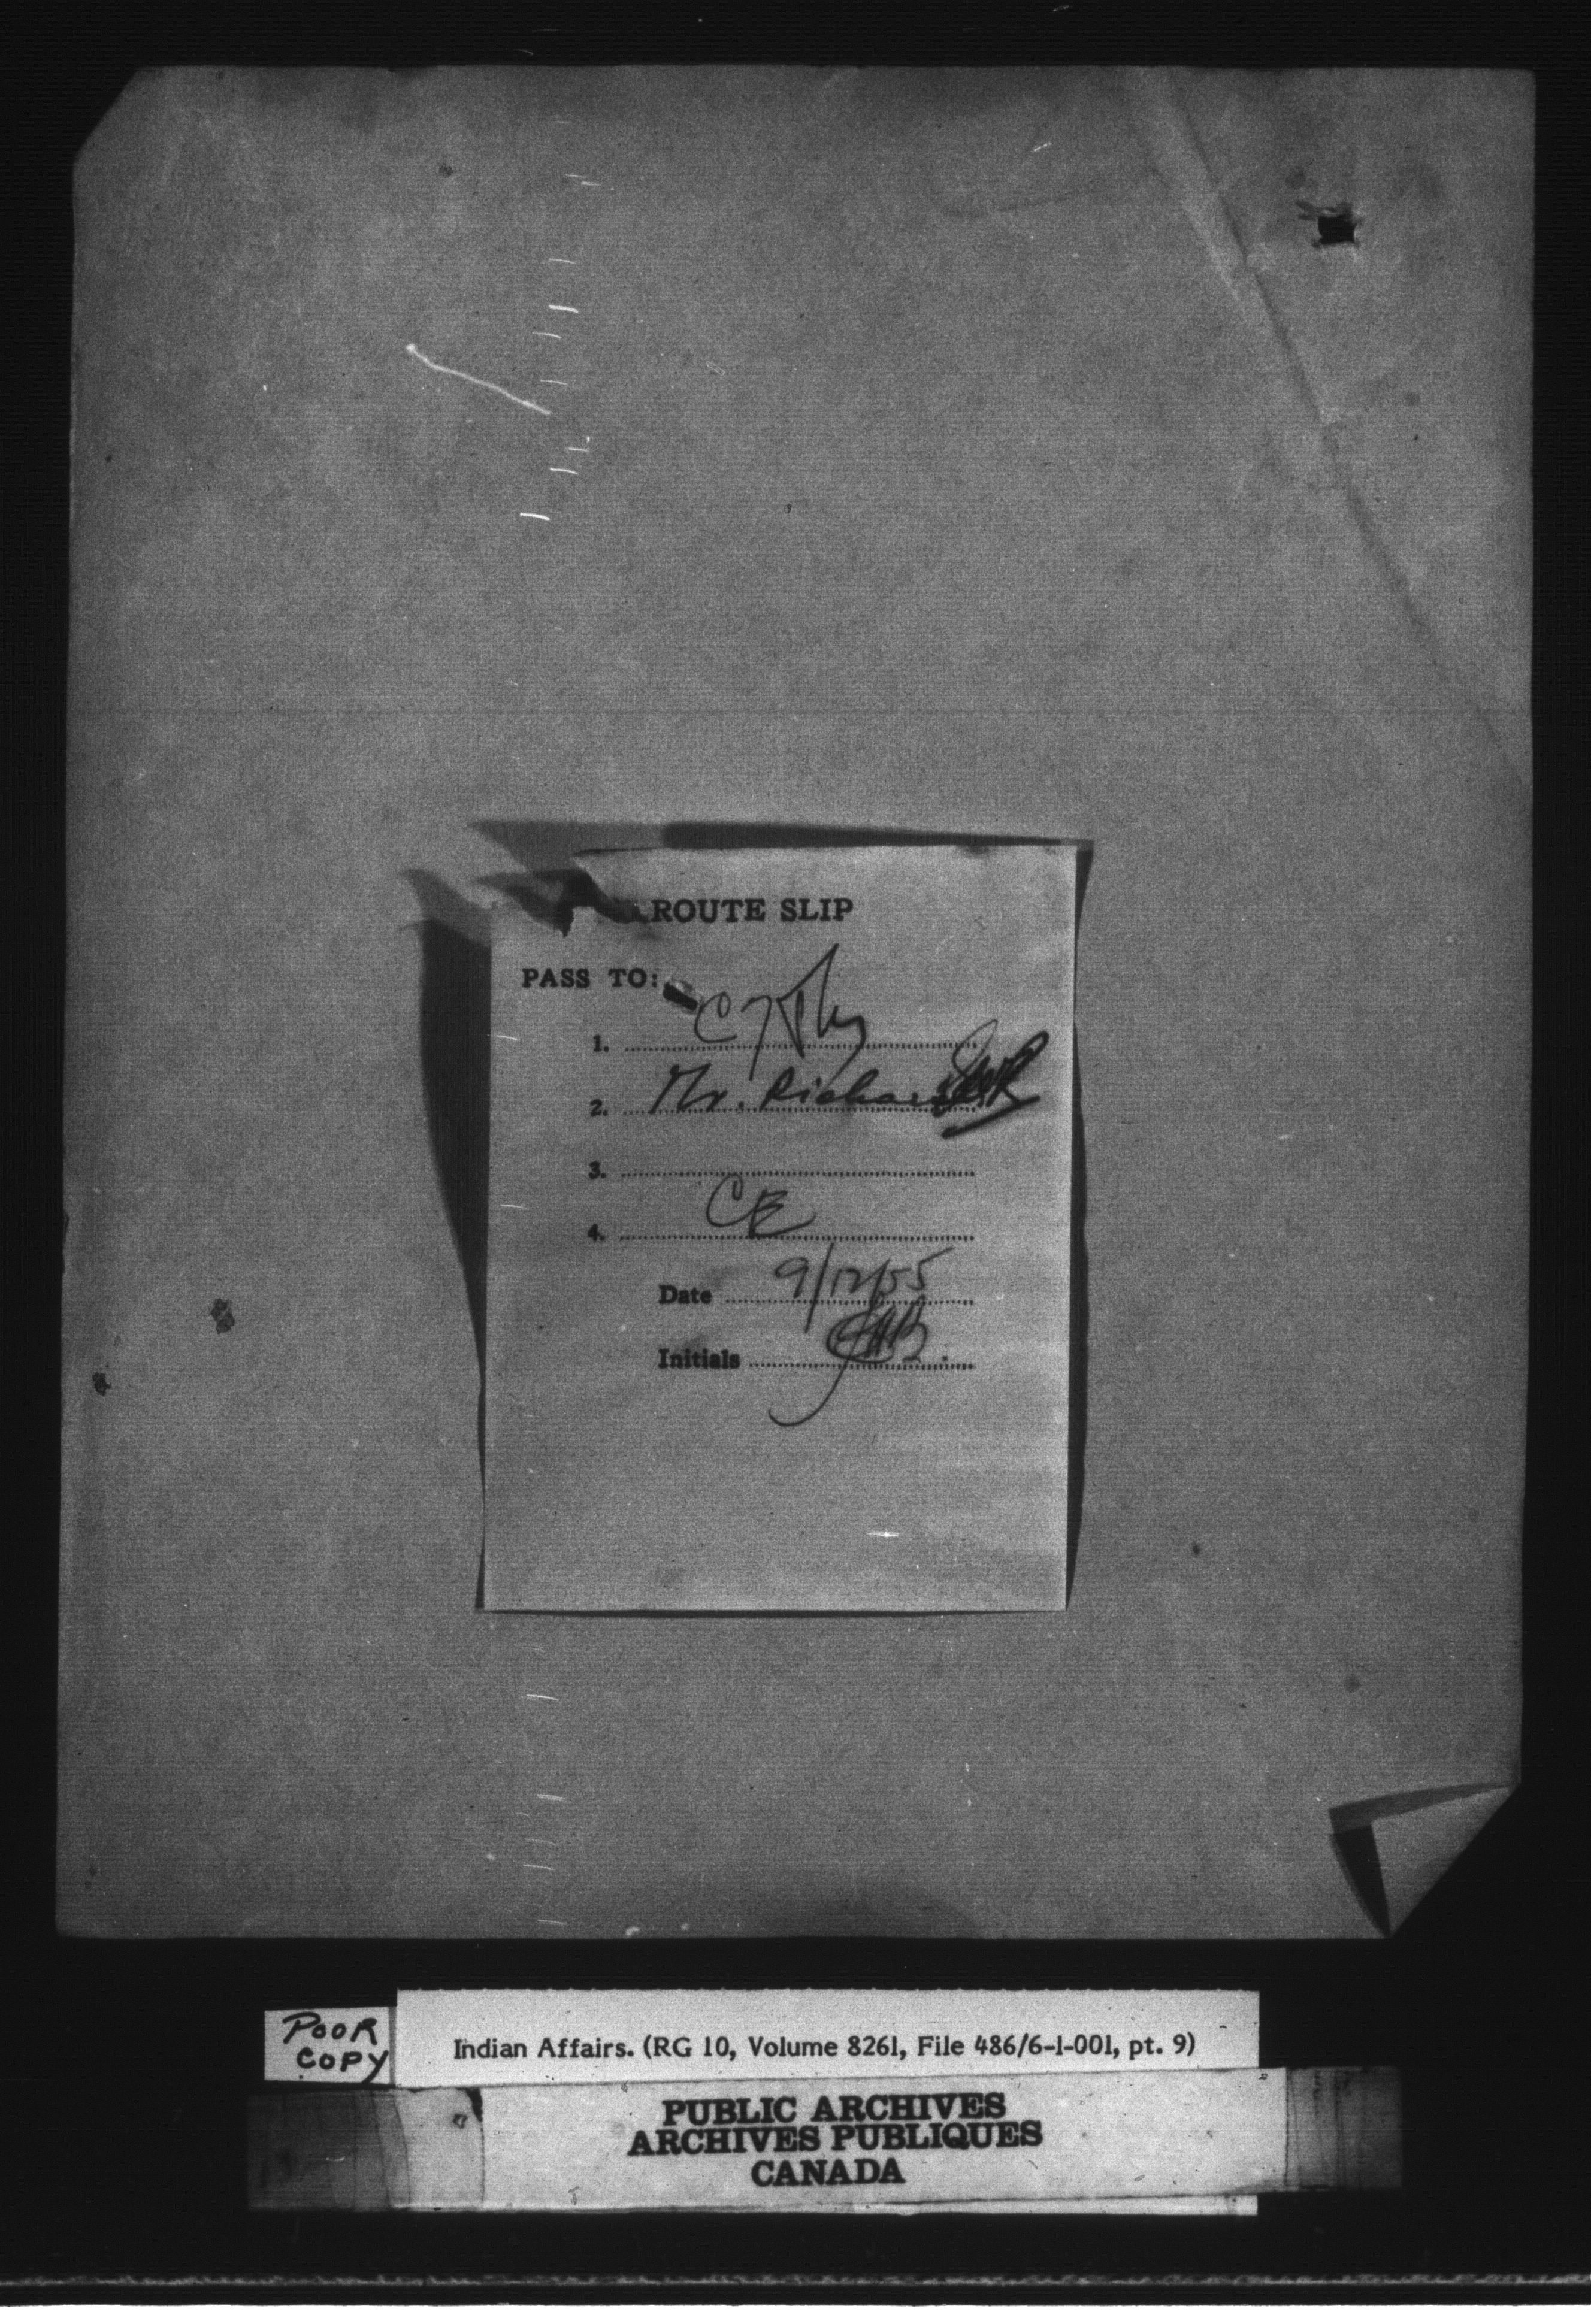 ROUTE SLIP
PASS TO:
1.
2. Mr.
3.
4. CE
Date 9/12/55
Initials
POOR
COPY
Indian Affairs. (RG 10, Volume 8261, File 486/6-1-001, pt. 9)
PUBLIC ARCHIVES
ARCHIVES PUBLIQUES
CANADA